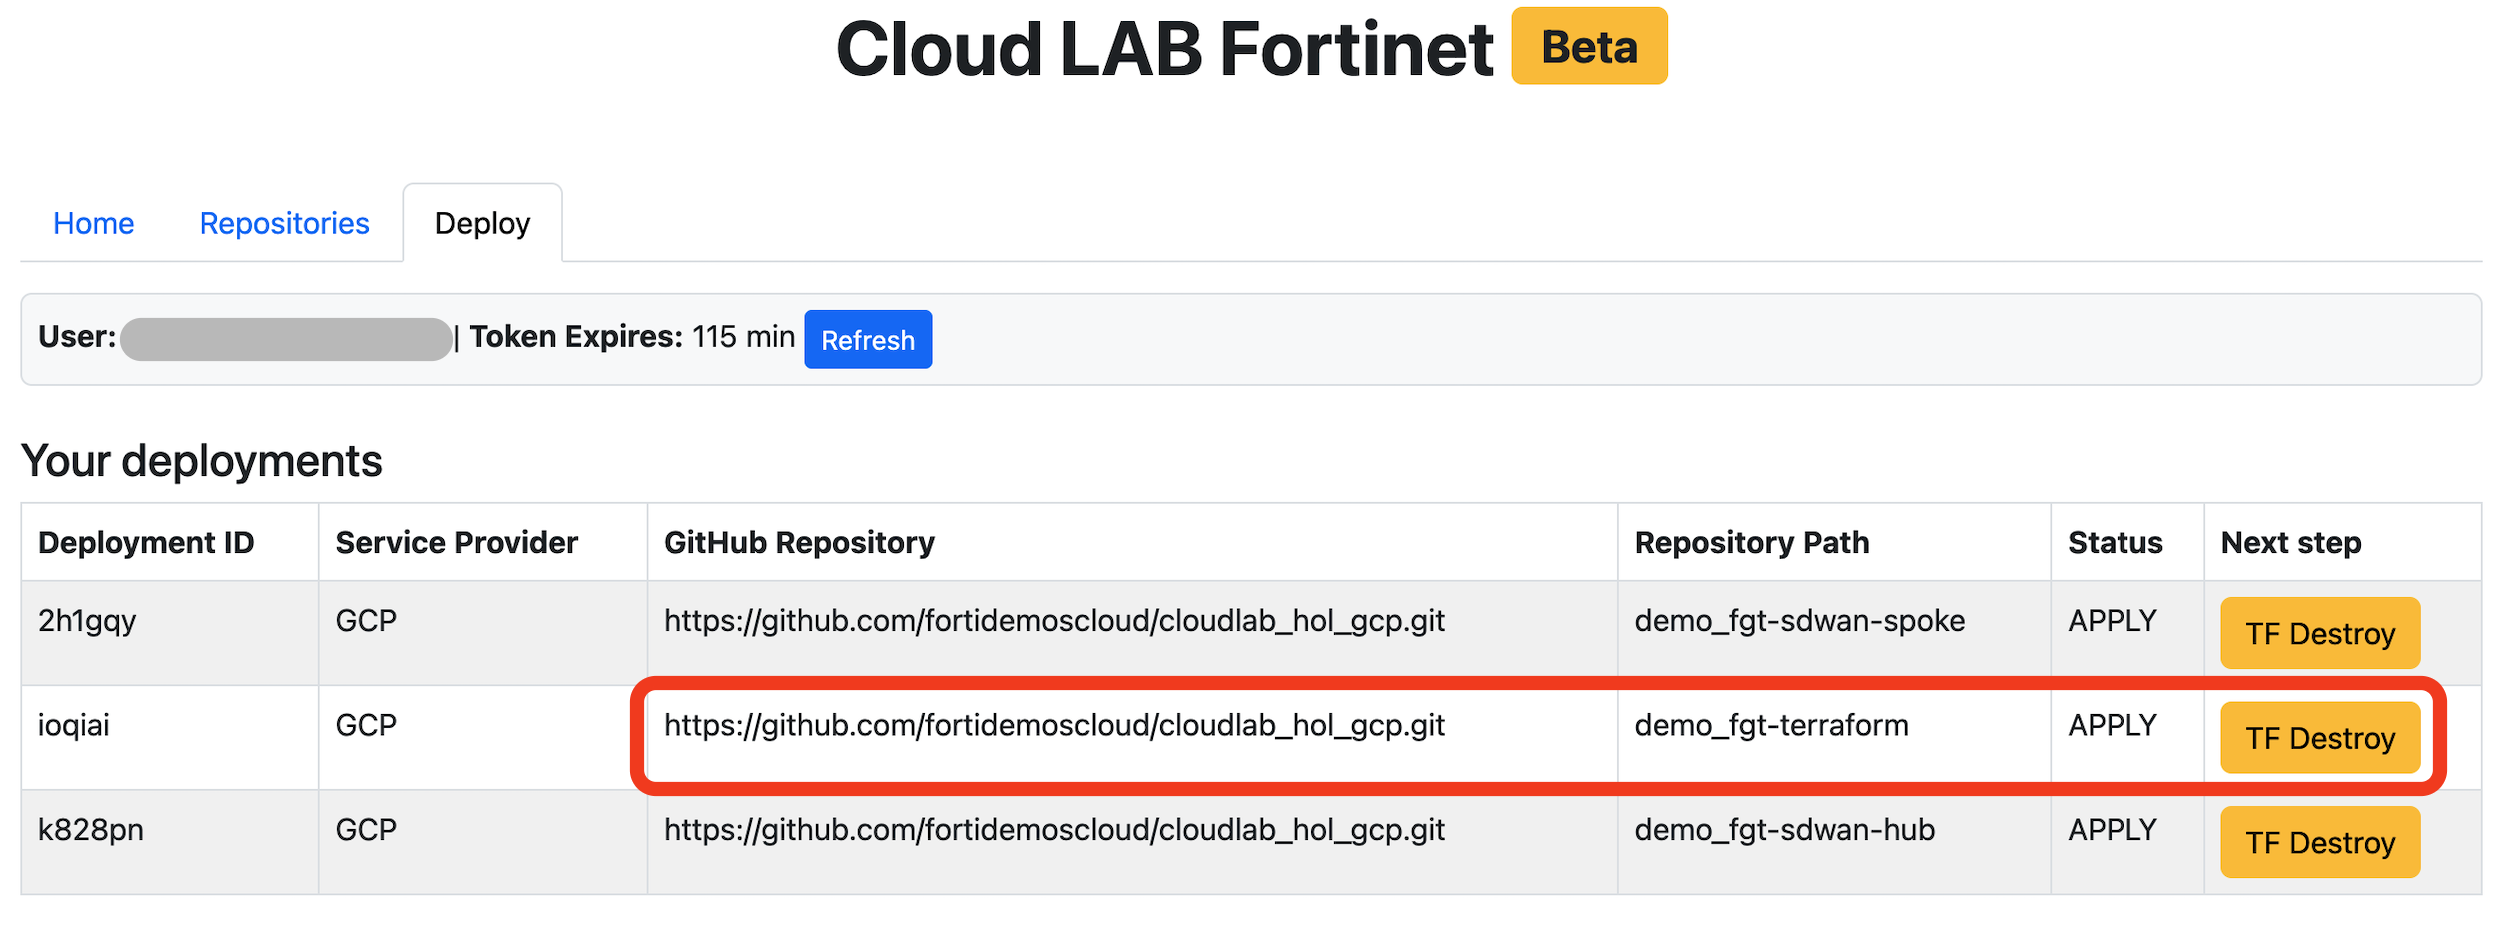 Cloud LAB Fortinet Beta
Home Repositories Deploy
User: | Token Expires: 115 min Refresh
Your deployments
Deployment ID Service Provider GitHub Repository Repository Path Status Next step
2h1gqy GCP https://github.com/fortidemoscloud/cloudlab_hol_gcp.git demo_fgt-sdwan-spoke APPLY TF Destroy
ioqiai GCP https://github.com/fortidemoscloud/cloudlab_hol_gcp.git demo_fgt-terraform APPLY TF Destroy
k828pn GCP https://github.com/fortidemoscloud/cloudlab_hol_gcp.git demo_fgt-sdwan-hub APPLY TF Destroy